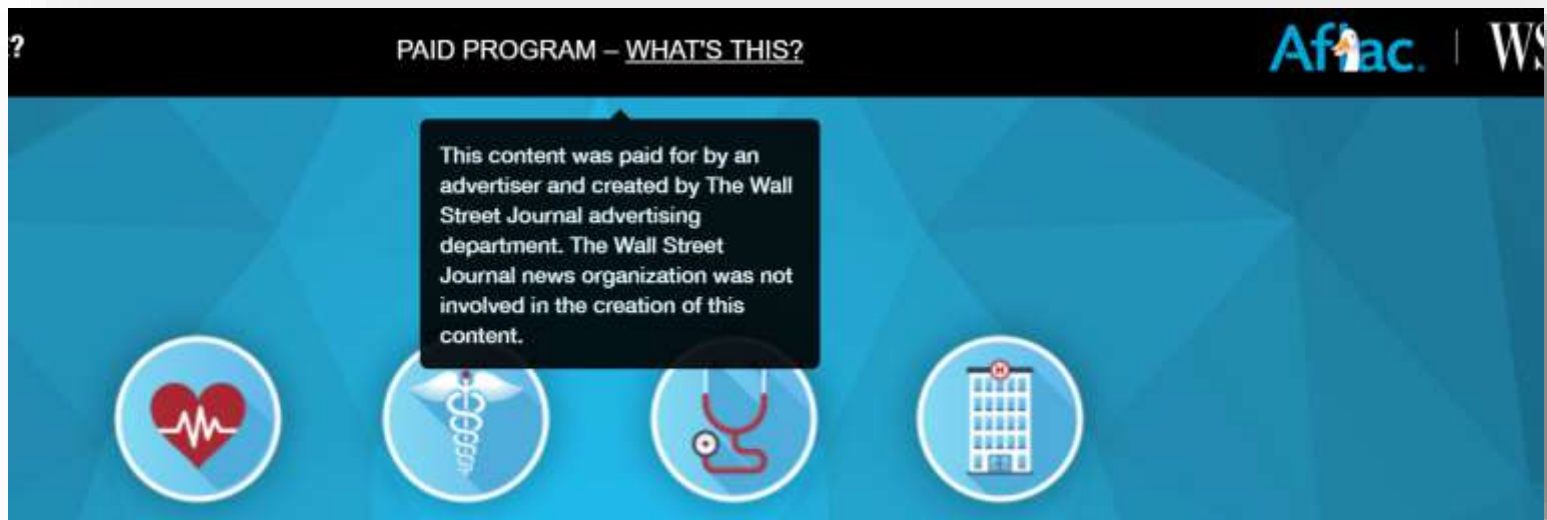 ?
PAID PROGRAM – WHAT'S THIS?
Aflac. | WS
This content was paid for by an
advertiser and created by The Wall
Street Journal advertising
department. The Wall Street
Journal news organization was not
involved in the creation of this
content.
H